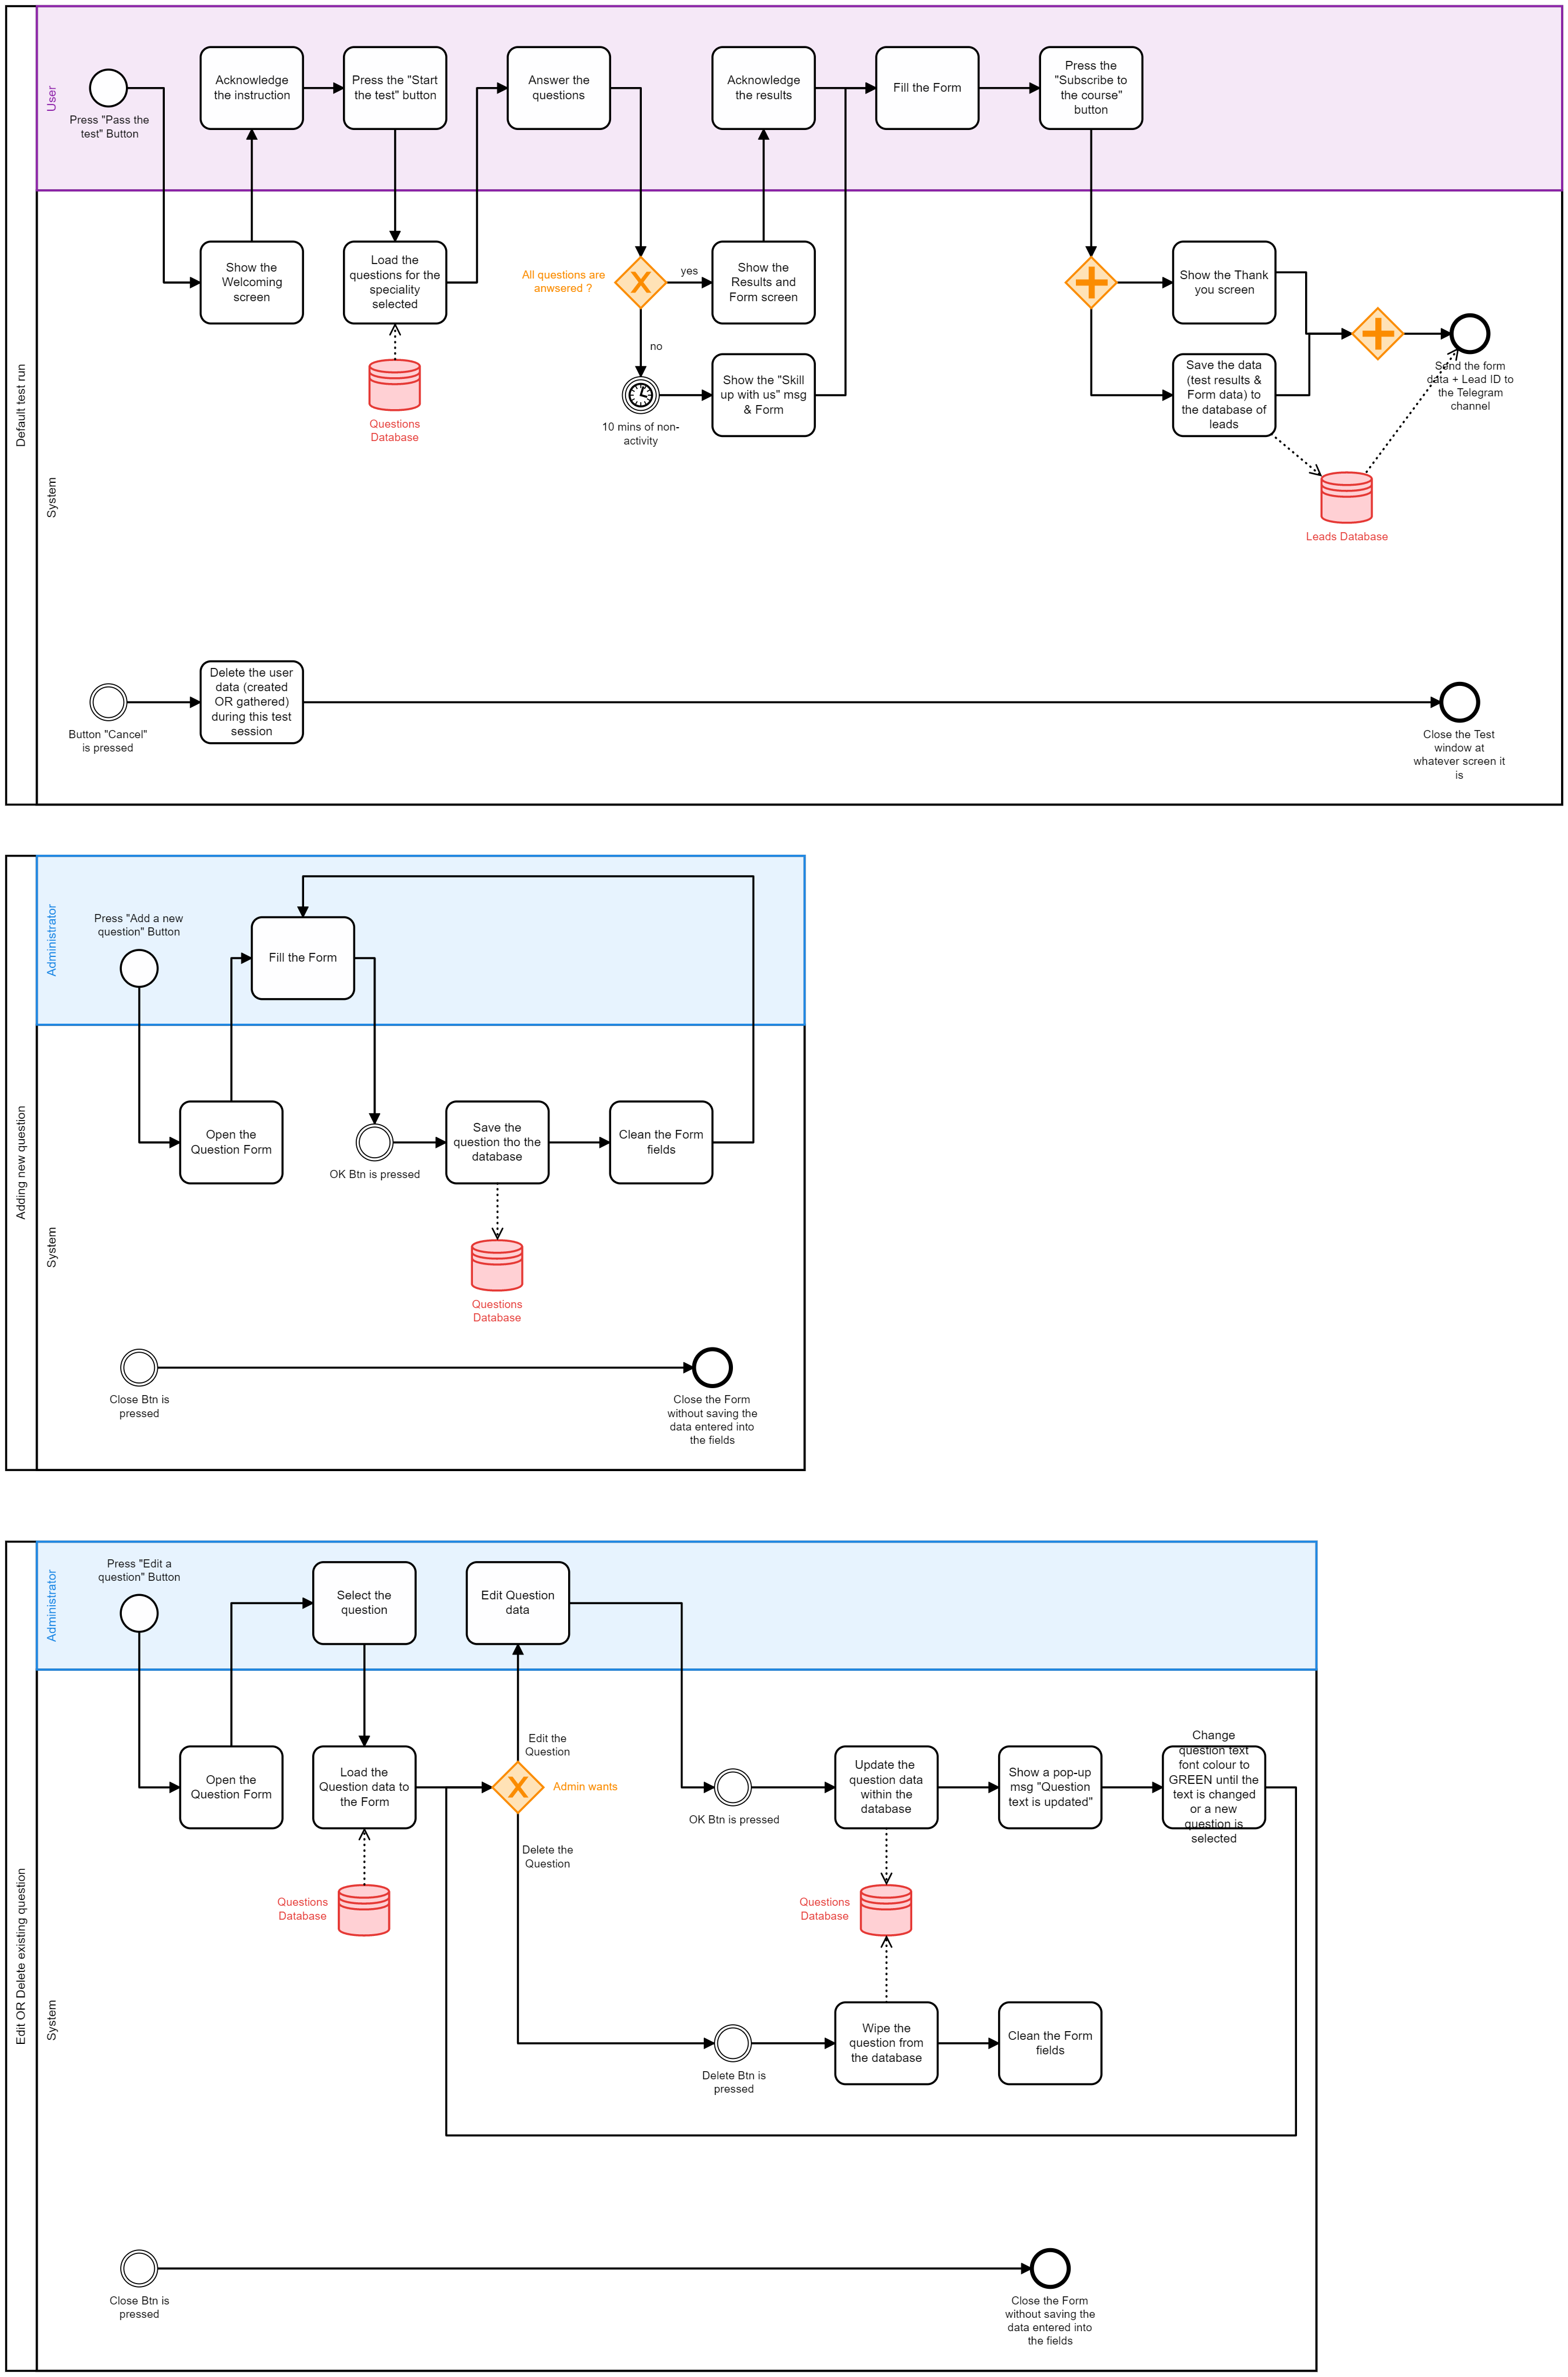 Default test run
User
System
Press "Pass the
test" Button
Acknowledge
the instruction
Press the "Start
the test" button
Answer the
questions
Acknowledge
the results
Fill the Form
Press the
"Subscribe to
the course"
button
Show the
Welcoming
screen
Load the
questions for the
speciality
selected
Questions
Database
All questions are
anwsered ?
yes
no
10 mins of non-
activity
Show the
Results and
Form screen
Show the "Skill
up with us" msg
& Form
Show the Thank
you screen
Save the data
(test results &
Form data) to
the database of
leads
Send the form
data + Lead ID to
the Telegram
channel
Leads Database
Button "Cancel"
is pressed
Delete the user
data (created
OR gathered)
during this test
session
Close the Test
window at
whatever screen it
is
Adding new question
Administrator
System
Press "Add a new
question" Button
Fill the Form
Open the
Question Form
OK Btn is pressed
Save the
question tho the
database
Clean the Form
fields
Questions
Database
Close Btn is
pressed
Close the Form
without saving the
data entered into
the fields
Edit OR Delete existing question
Administrator
System
Press "Edit a
question" Button
Select the
question
Edit Question
data
Open the
Question Form
Load the
Question data to
the Form
Edit the
Question
Admin wants
Delete the
Question
OK Btn is pressed
Update the
question data
within the
database
Show a pop-up
msg "Question
text is updated"
Change
question text
font colour to
GREEN until the
text is changed
or a new
question is
selected
Questions
Database
Questions
Database
Delete Btn is
pressed
Wipe the
question from
the database
Clean the Form
fields
Close Btn is
pressed
Close the Form
without saving the
data entered into
the fields